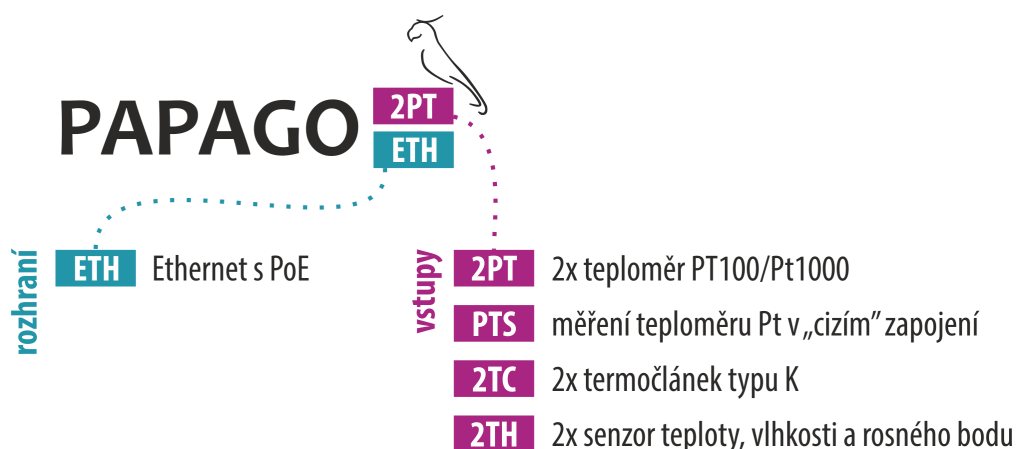 PAPAGO
2PT
ETH
rozhraní
ETH Ethernet s PoE
vstupy
2PT 2x teploměr PT100/Pt1000
PTS měření teploměru Pt v „cizím” zapojení
2TC 2x termočlánek typu K
2TH 2x senzor teploty, vlhkosti a rosného bodu